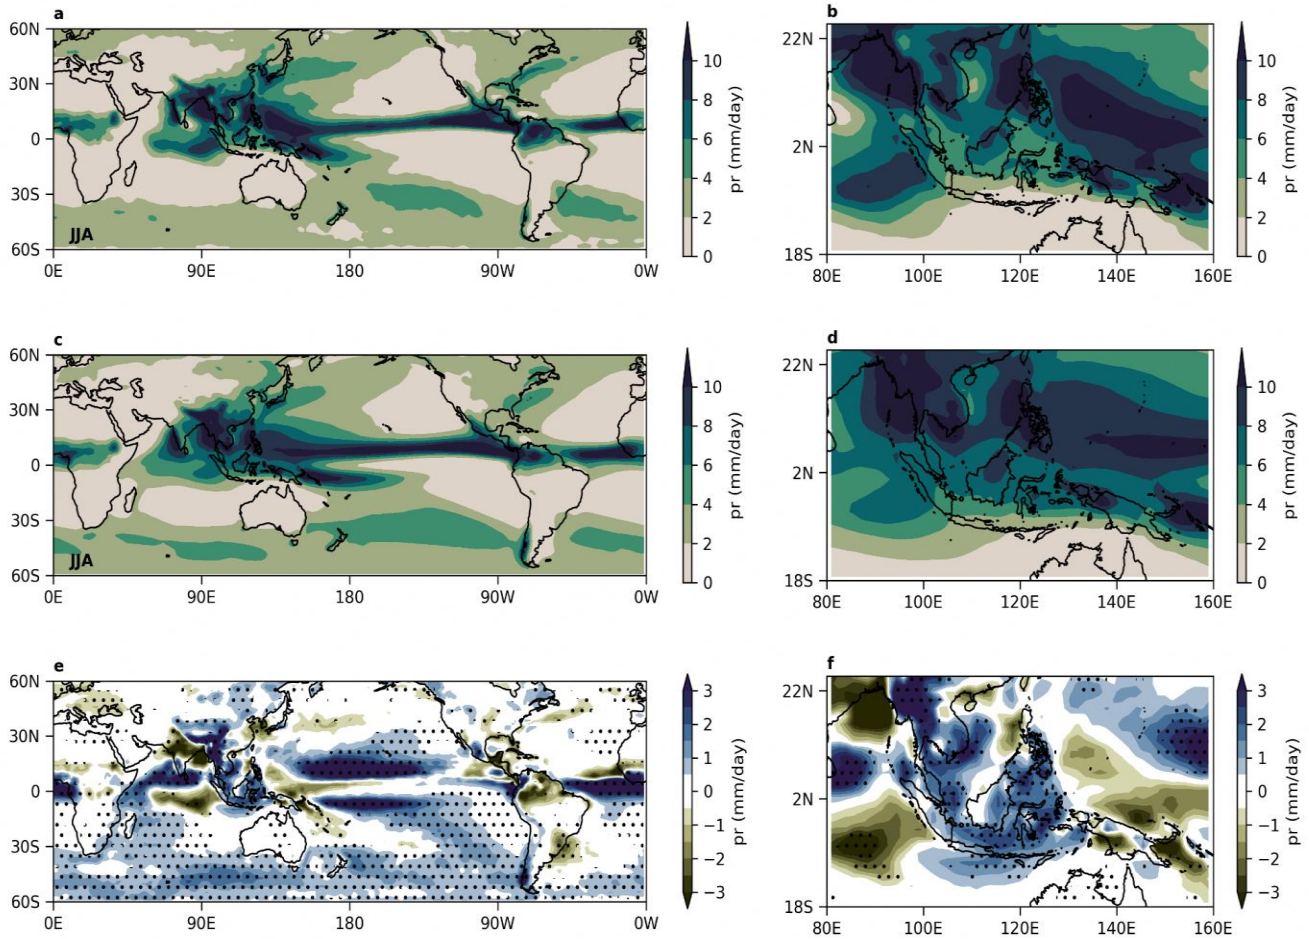 a
60N
30N
0
30S
60S
JJA
0E 90E 180 90W 0W
10
8
6
4
2
0
pr (mm/day)
b
22N
2N
18S
80E 100E 120E 140E 160E
10
8
6
4
2
0
pr (mm/day)
c
60N
30N
0
30S
60S
JJA
0E 90E 180 90W 0W
10
8
6
4
2
0
pr (mm/day)
d
22N
2N
18S
80E 100E 120E 140E 160E
10
8
6
4
2
0
pr (mm/day)
e
60N
30N
0
30S
60S
0E 90E 180 90W 0W
3
2
1
0
−1
−2
−3
pr (mm/day)
f
22N
2N
18S
80E 100E 120E 140E 160E
3
2
1
0
−1
−2
−3
pr (mm/day)